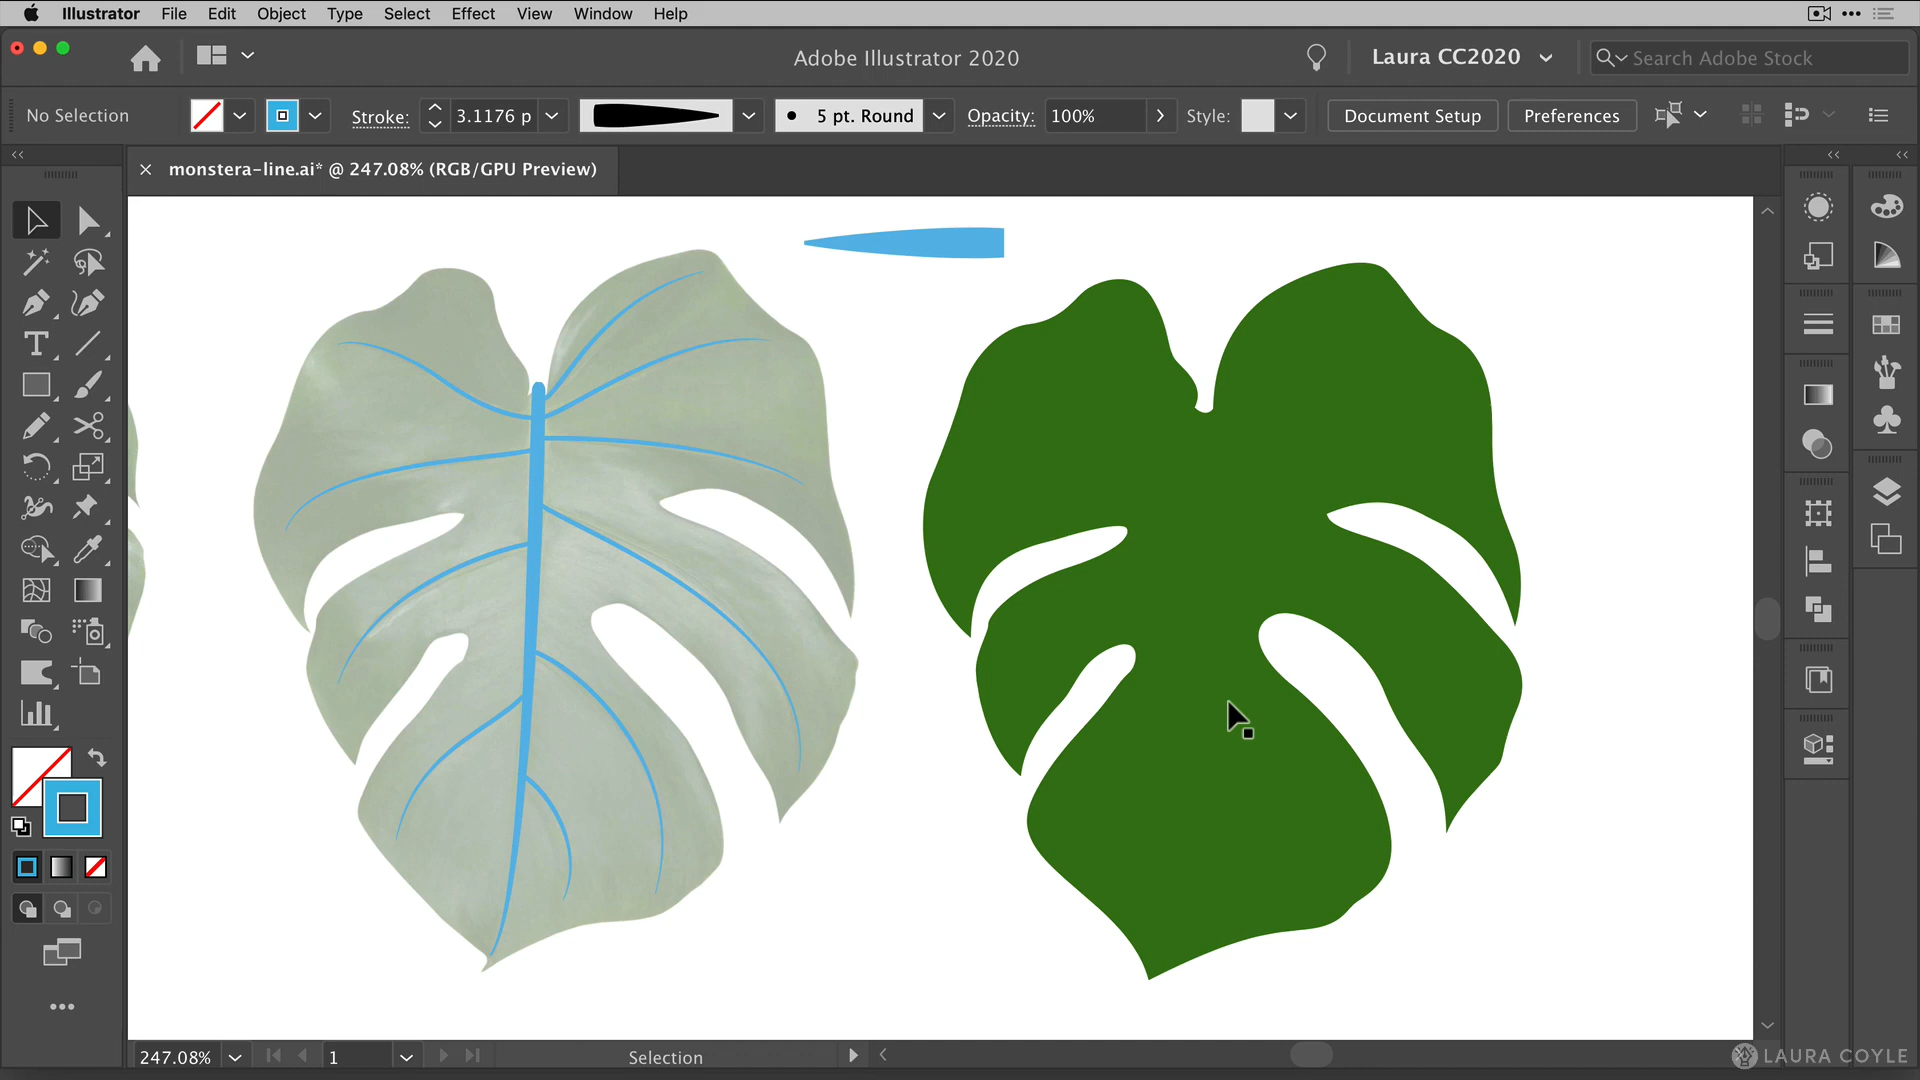 Illustrator File Edit Object Type Select Effect View Window Help
Adobe Illustrator 2020
Laura CC2020
Search Adobe Stock
No Selection
Stroke:
3.1176 p
5 pt. Round
Opacity:
100%
Style:
Document Setup
Preferences
monstera-line.ai* @ 247.08% (RGB/GPU Preview)
247.08%
1
Selection
LAURA COYLE